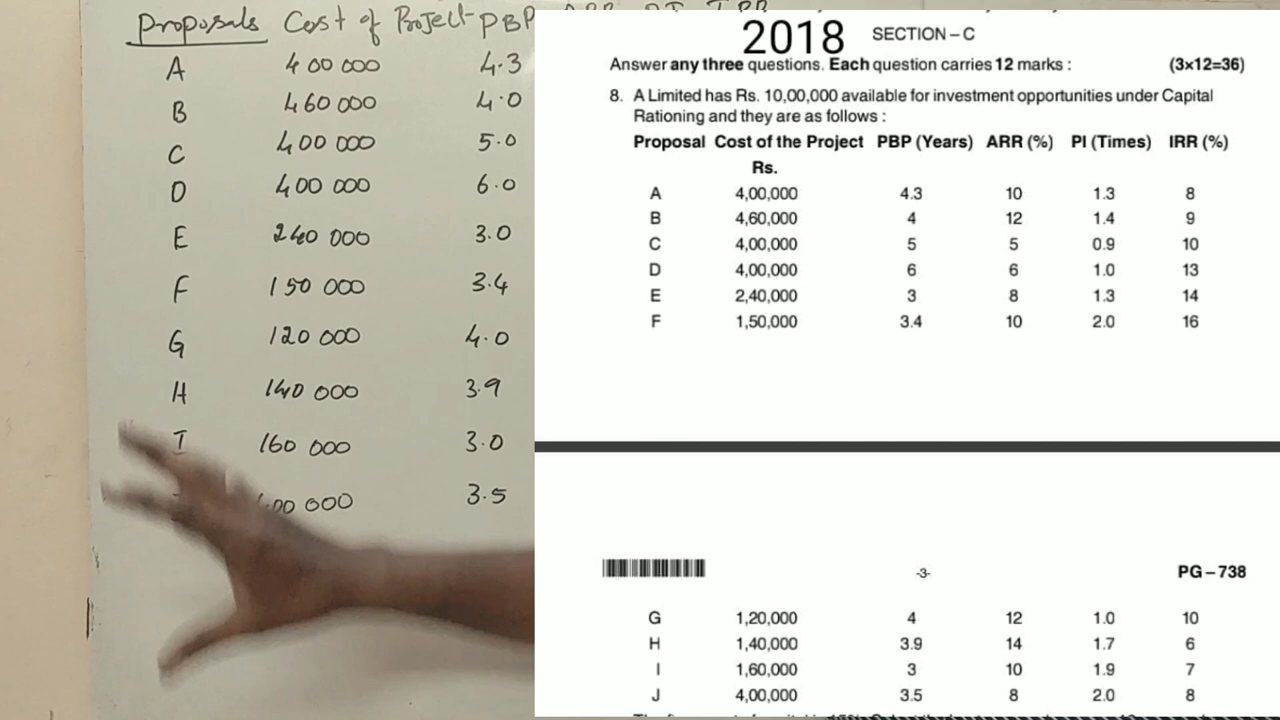 Proposals Cost of Project PBP
A 400 000 4.3
B 460 000 4.0
C 400 000 5.0
D 400 000 6.0
E 240 000 3.0
F 150 000 3.4
G 120 000 4.0
H 140 000 3.9
I 160 000 3.0
00 000 3.5
2018 SECTION – C
Answer any three questions. Each question carries 12 marks : (3×12=36)
8. A Limited has Rs. 10,00,000 available for investment opportunities under Capital
Rationing and they are as follows :
Proposal Cost of the Project PBP (Years) ARR (%) PI (Times) IRR (%)
Rs.
A 4,00,000 4.3 10 1.3 8
B 4,60,000 4 12 1.4 9
C 4,00,000 5 5 0.9 10
D 4,00,000 6 6 1.0 13
E 2,40,000 3 8 1.3 14
F 1,50,000 3.4 10 2.0 16
-3- PG – 738
G 1,20,000 4 12 1.0 10
H 1,40,000 3.9 14 1.7 6
I 1,60,000 3 10 1.9 7
J 4,00,000 3.5 8 2.0 8